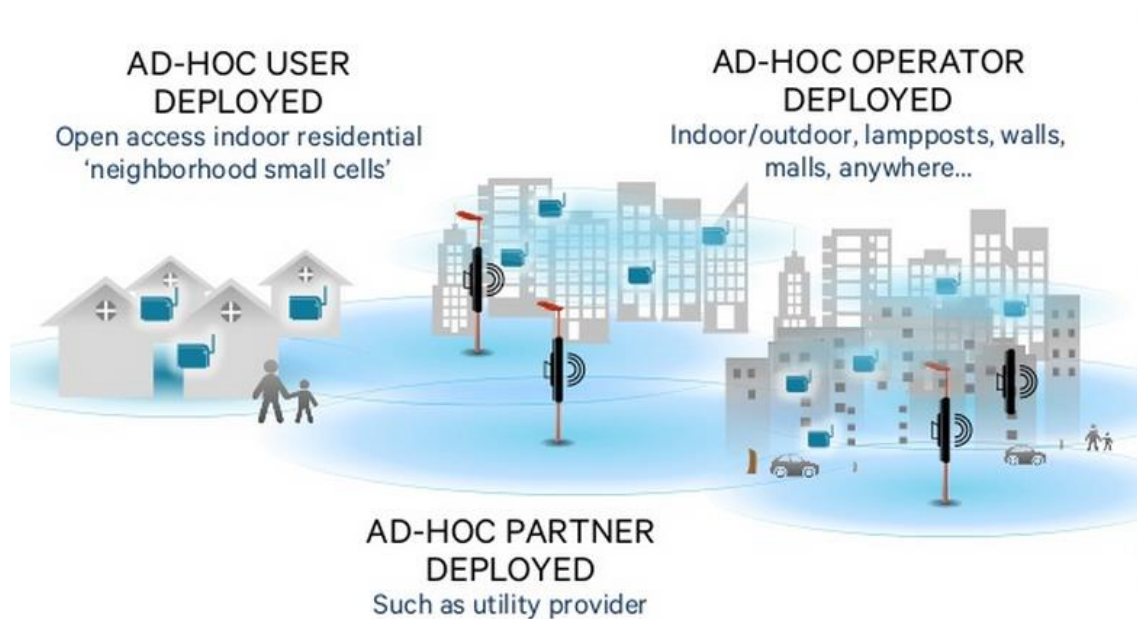 AD-HOC USER
DEPLOYED
Open access indoor residential
‘neighborhood small cells’
AD-HOC OPERATOR
DEPLOYED
Indoor/outdoor, lampposts, walls,
malls, anywhere...
AD-HOC PARTNER
DEPLOYED
Such as utility provider